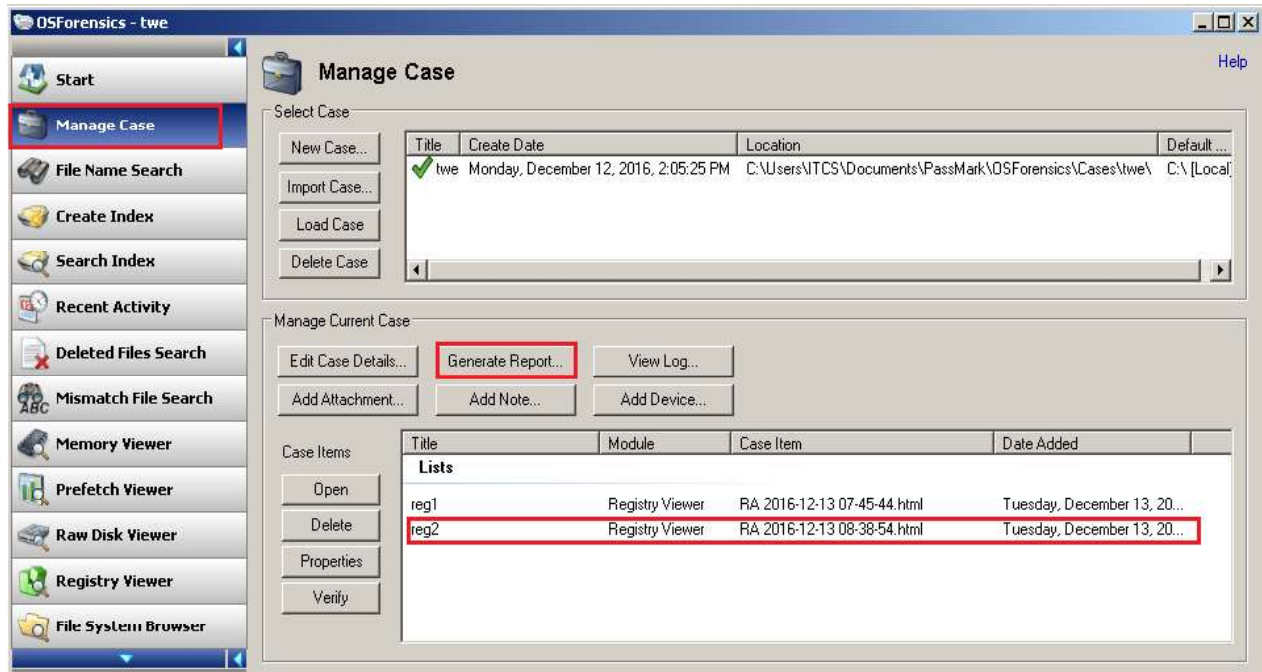 OSForensics - twe
Start
Manage Case
File Name Search
Create Index
Search Index
Recent Activity
Deleted Files Search
Mismatch File Search
ABC
Memory Viewer
Prefetch Viewer
Raw Disk Viewer
Registry Viewer
File System Browser
Manage Case
Help
Select Case
New Case...
Import Case...
Load Case
Delete Case
Title Create Date Location Default ...
twe Monday, December 12, 2016, 2:05:25 PM C:\Users\ITCS\Documents\PassMark\OSForensics\Cases\twe\ C:\ [Local]
Manage Current Case
Edit Case Details... Generate Report... View Log...
Add Attachment... Add Note... Add Device...
Case Items
Open
Delete
Properties
Verify
Title Module Case Item Date Added
Lists
reg1 Registry Viewer RA 2016-12-13 07-45-44.html Tuesday, December 13, 20...
reg2 Registry Viewer RA 2016-12-13 08-38-54.html Tuesday, December 13, 20...